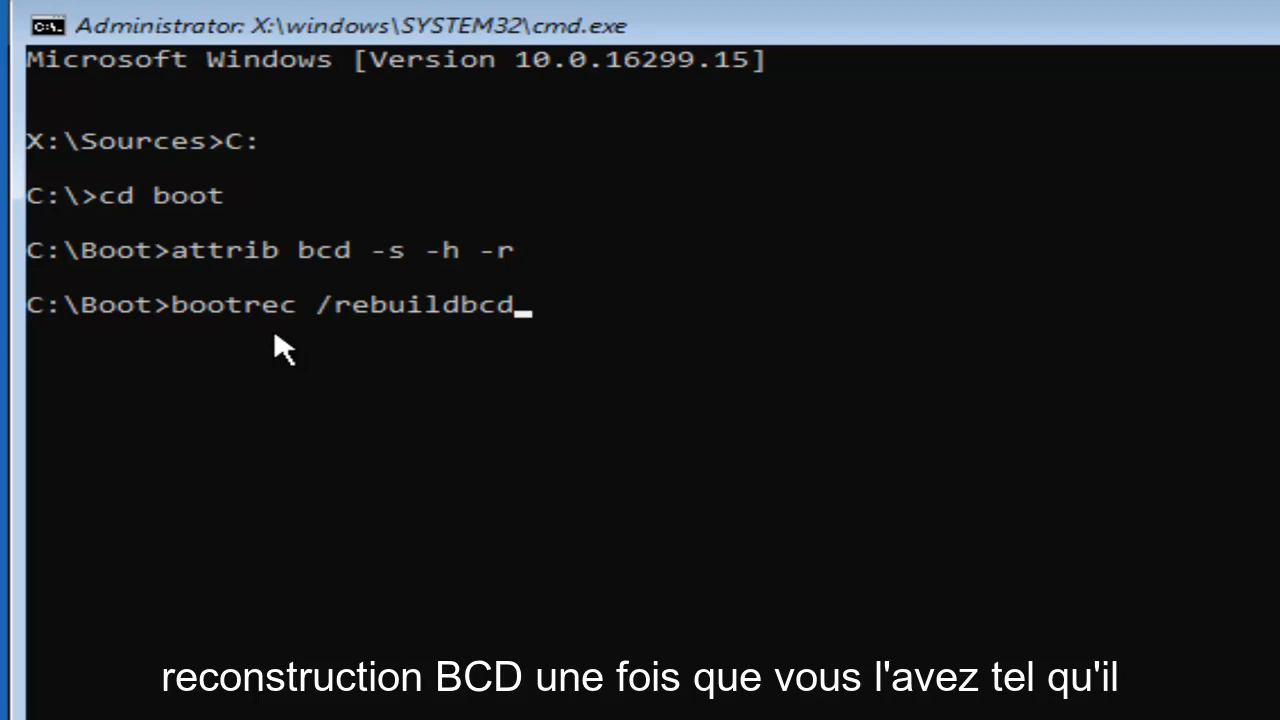 Administrator: X:\windows\SYSTEM32\cmd.exe
Microsoft Windows [Version 10.0.16299.15]
X:\Sources>C:
C:\>cd boot
C:\Boot>attrib bcd -s -h -r
C:\Boot>bootrec /rebuildbcd_
reconstruction BCD une fois que vous l'avez tel qu'il